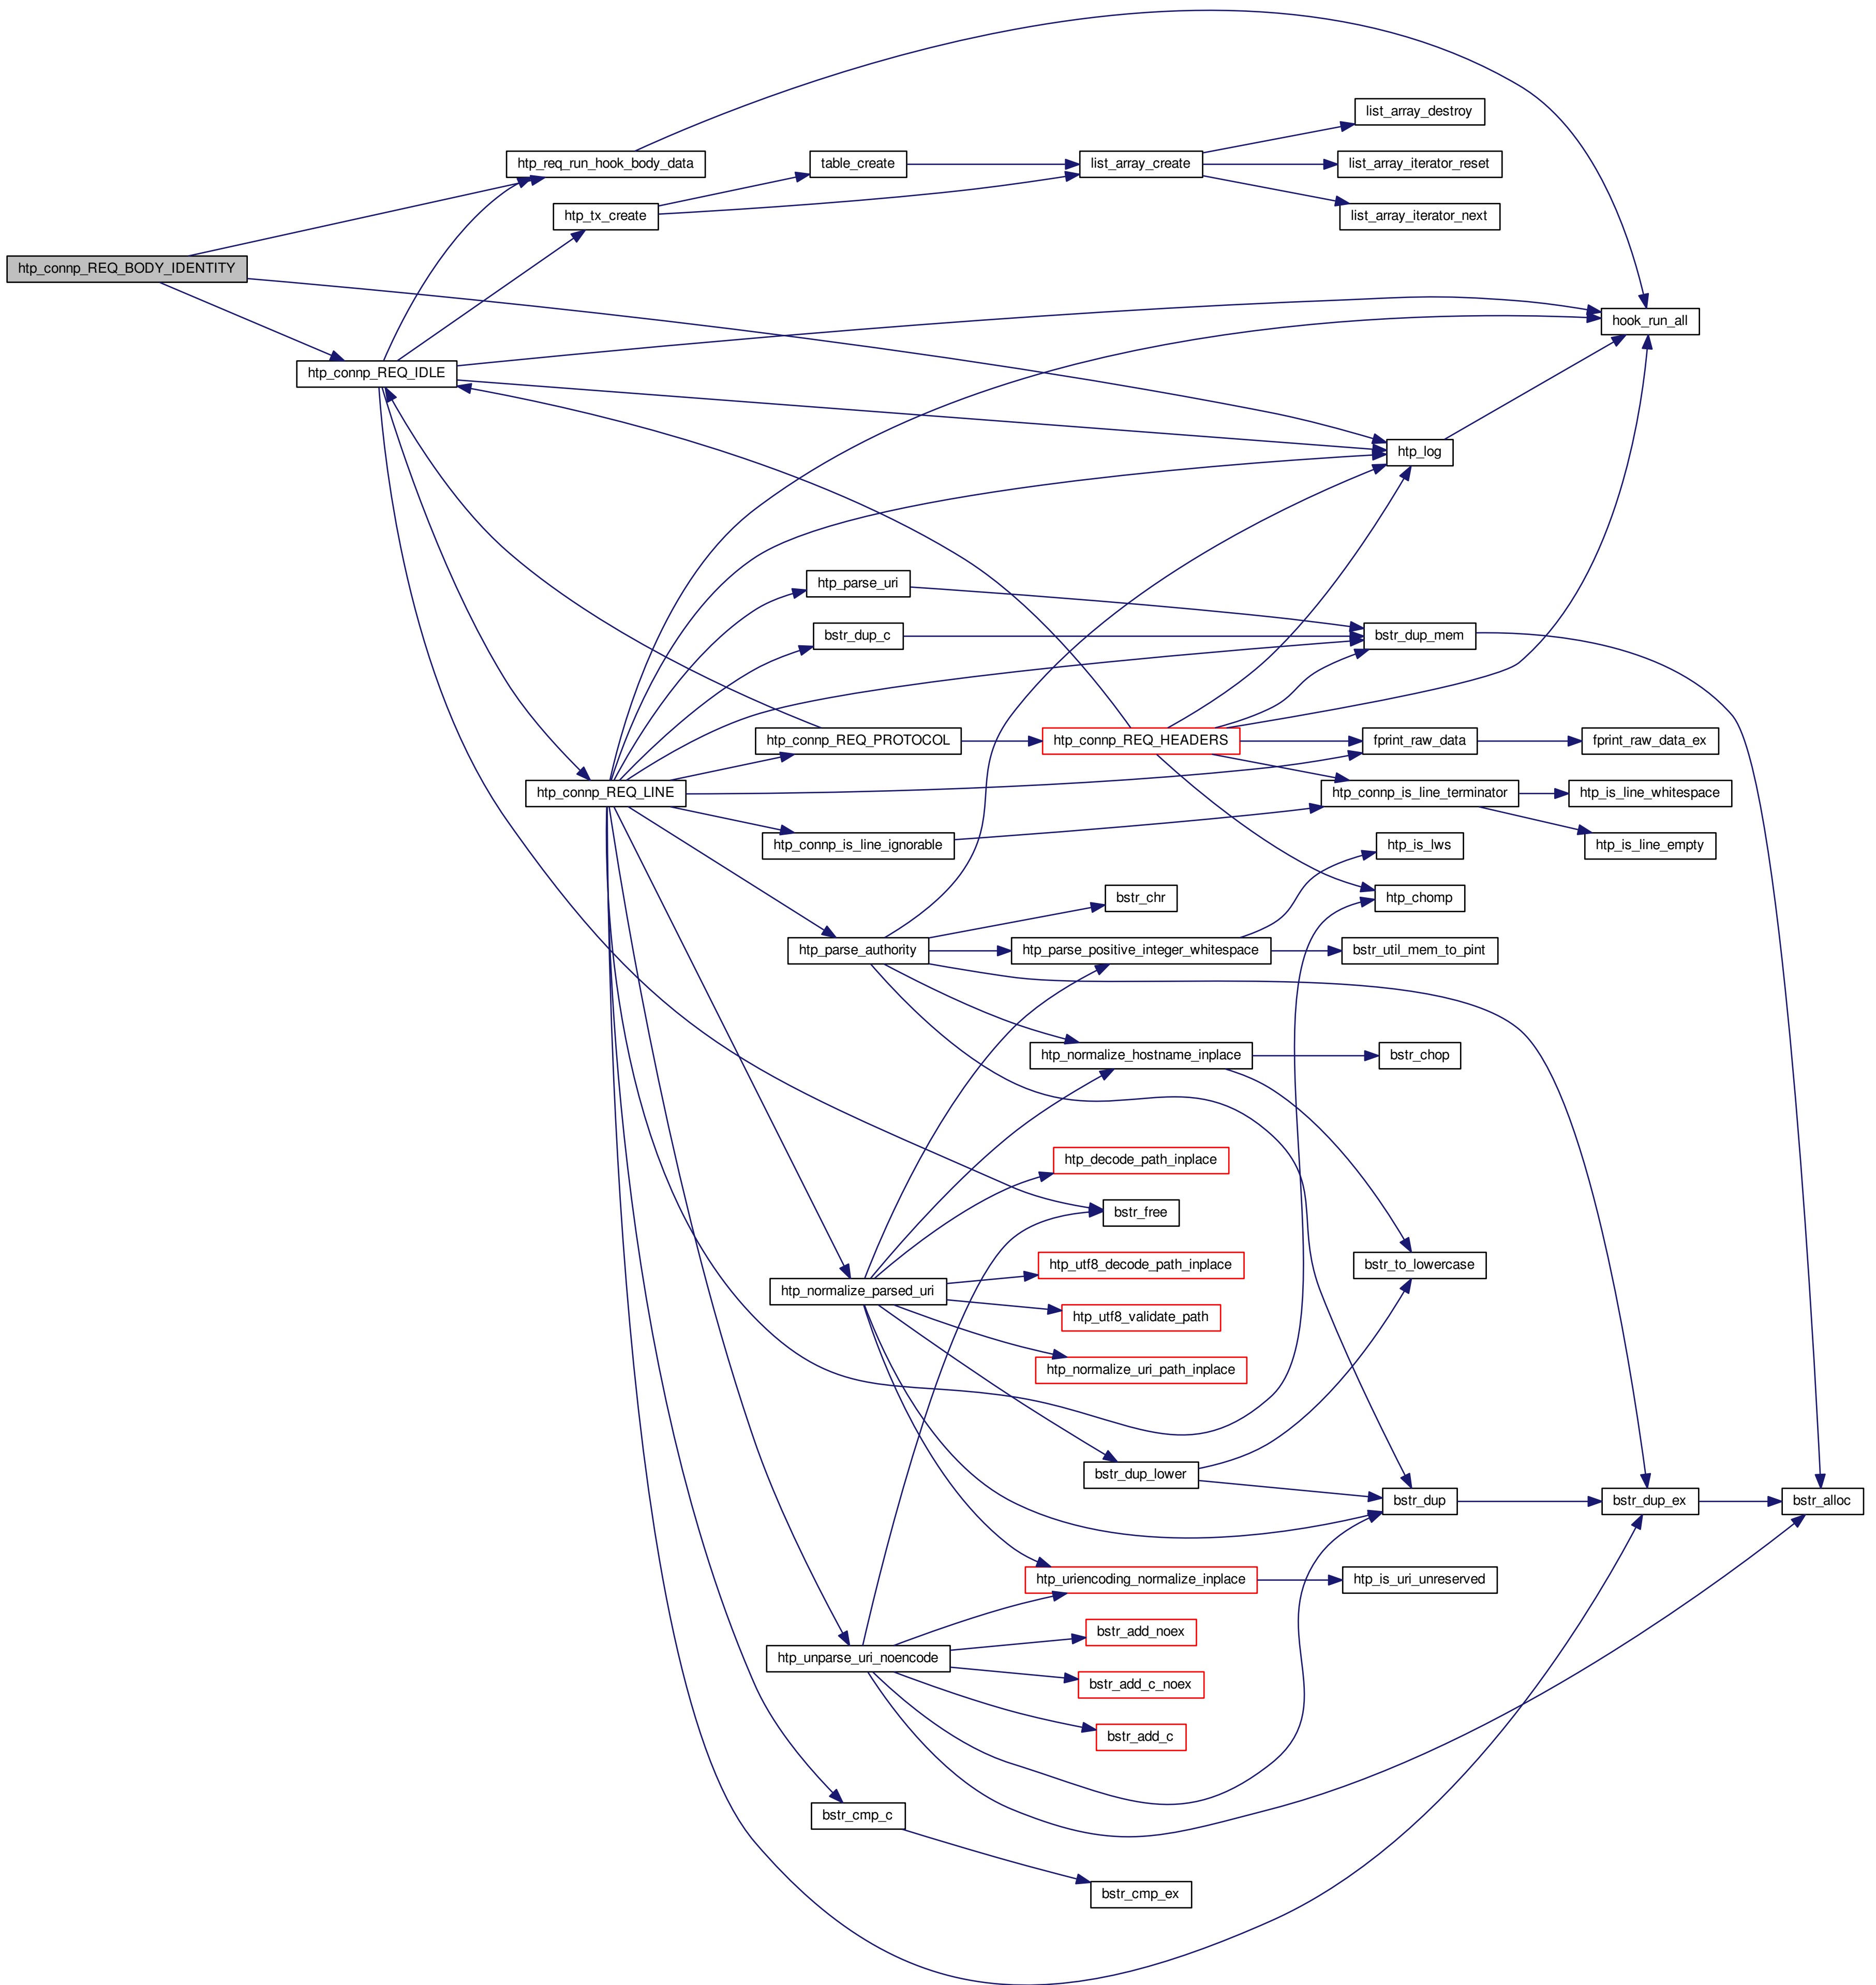 list_array_destroy
htp_req_run_hook_body_data
table_create
list_array_create
list_array_iterator_reset
htp_tx_create
list_array_iterator_next
htp_connp_REQ_BODY_IDENTITY
hook_run_all
htp_connp_REQ_IDLE
htp_log
htp_parse_uri
bstr_dup_c
bstr_dup_mem
htp_connp_REQ_PROTOCOL
htp_connp_REQ_HEADERS
fprint_raw_data
fprint_raw_data_ex
htp_connp_REQ_LINE
htp_connp_is_line_terminator
htp_is_line_whitespace
htp_connp_is_line_ignorable
htp_is_lws
htp_is_line_empty
bstr_chr
htp_chomp
htp_parse_authority
htp_parse_positive_integer_whitespace
bstr_util_mem_to_pint
htp_normalize_hostname_inplace
bstr_chop
htp_decode_path_inplace
bstr_free
htp_utf8_decode_path_inplace
bstr_to_lowercase
htp_normalize_parsed_uri
htp_utf8_validate_path
htp_normalize_uri_path_inplace
bstr_dup_lower
bstr_dup
bstr_dup_ex
bstr_alloc
htp_uriencoding_normalize_inplace
htp_is_uri_unreserved
bstr_add_noex
htp_unparse_uri_noencode
bstr_add_c_noex
bstr_add_c
bstr_cmp_c
bstr_cmp_ex